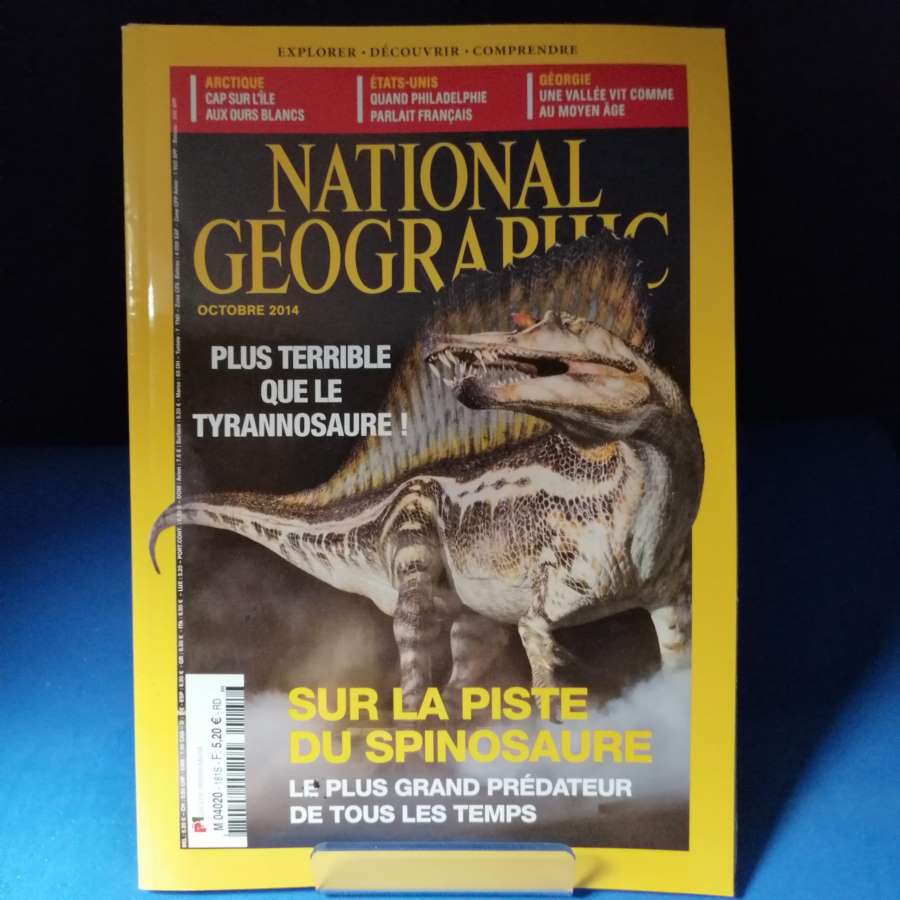 EXPLORER • DÉCOUVRIR • COMPRENDRE
ARCTIQUE
CAP SUR L'ÎLE
AUX OURS BLANCS
ÉTATS-UNIS
QUAND PHILADELPHIE
PARLAIT FRANÇAIS
GÉORGIE
UNE VALLÉE VIT COMME
AU MOYEN ÂGE
NATIONAL
GEOGRAPHIC
OCTOBRE 2014
PLUS TERRIBLE
QUE LE
TYRANNOSAURE !
SUR LA PISTE
DU SPINOSAURE
LE PLUS GRAND PRÉDATEUR
DE TOUS LES TEMPS
M 04020 - 181S - F: 5,20 € - RD